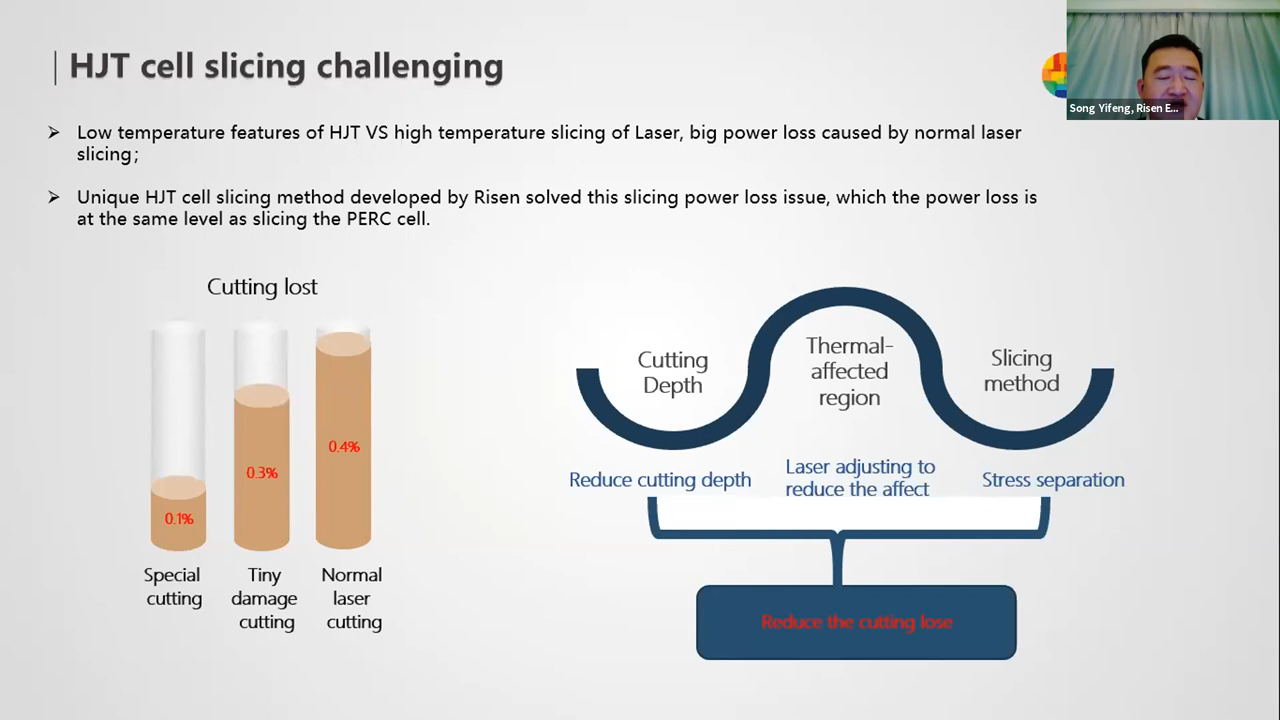 HJT cell slicing challenging
Song Yifeng, Risen E...
Low temperature features of HJT VS high temperature slicing of Laser, big power loss caused by normal laser
slicing;
Unique HJT cell slicing method developed by Risen solved this slicing power loss issue, which the power loss is
at the same level as slicing the PERC cell.
Cutting lost
0.1%
0.3%
0.4%
Special
cutting
Tiny
damage
cutting
Normal
laser
cutting
Cutting
Depth
Thermal-
affected
region
Slicing
method
Reduce cutting depth
Laser adjusting to
reduce the affect
Stress separation
Reduce the cutting lose